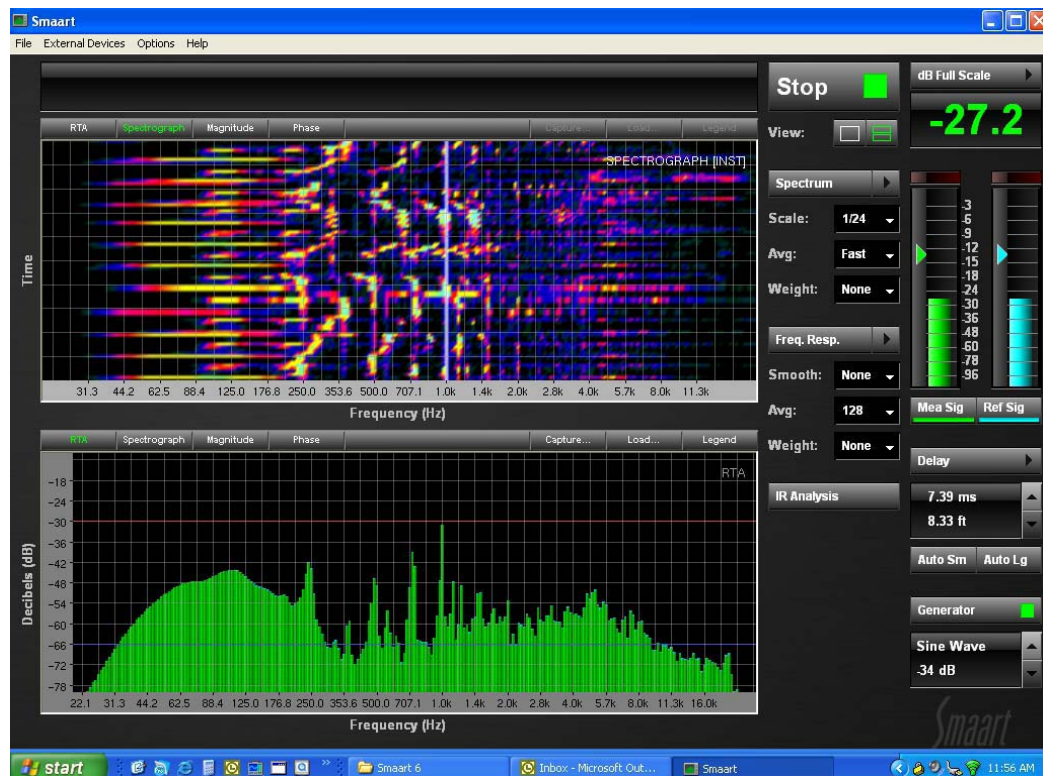 Smaart
File External Devices Options Help
RTA Spectrograph Magnitude Phase Capture... Load... Legend
SPECTROGRAPH [INST]
Time
31.3 44.2 62.5 88.4 125.0 176.8 250.0 353.6 500.0 707.1 1.0k 1.4k 2.0k 2.8k 4.0k 5.7k 8.0k 11.3k
Frequency (Hz)
RTA Spectrograph Magnitude Phase Capture... Load... Legend
RTA
Decibels (dB)
-18
-24
-30
-36
-42
-48
-54
-60
-66
-72
-78
22.1 31.3 44.2 62.5 88.4 125.0 176.8 250.0 353.6 500.0 707.1 1.0k 1.4k 2.0k 2.8k 4.0k 5.7k 8.0k 11.3k 16.0k
Frequency (Hz)
Stop
View:
Spectrum
Scale: 1/24
Avg: Fast
Weight: None
Freq. Resp.
Smooth: None
Avg: 128
Weight: None
IR Analysis
dB Full Scale
-27.2
-3
-6
-9
-12
-15
-18
-24
-30
-36
-48
-60
-78
-96
Mea Sig Ref Sig
Delay
7.39 ms
8.33 ft
Auto Sm Auto Lg
Generator
Sine Wave
-34 dB
Smaart
start Smaart 6 Inbox - Microsoft Out... Smaart 11:56 AM